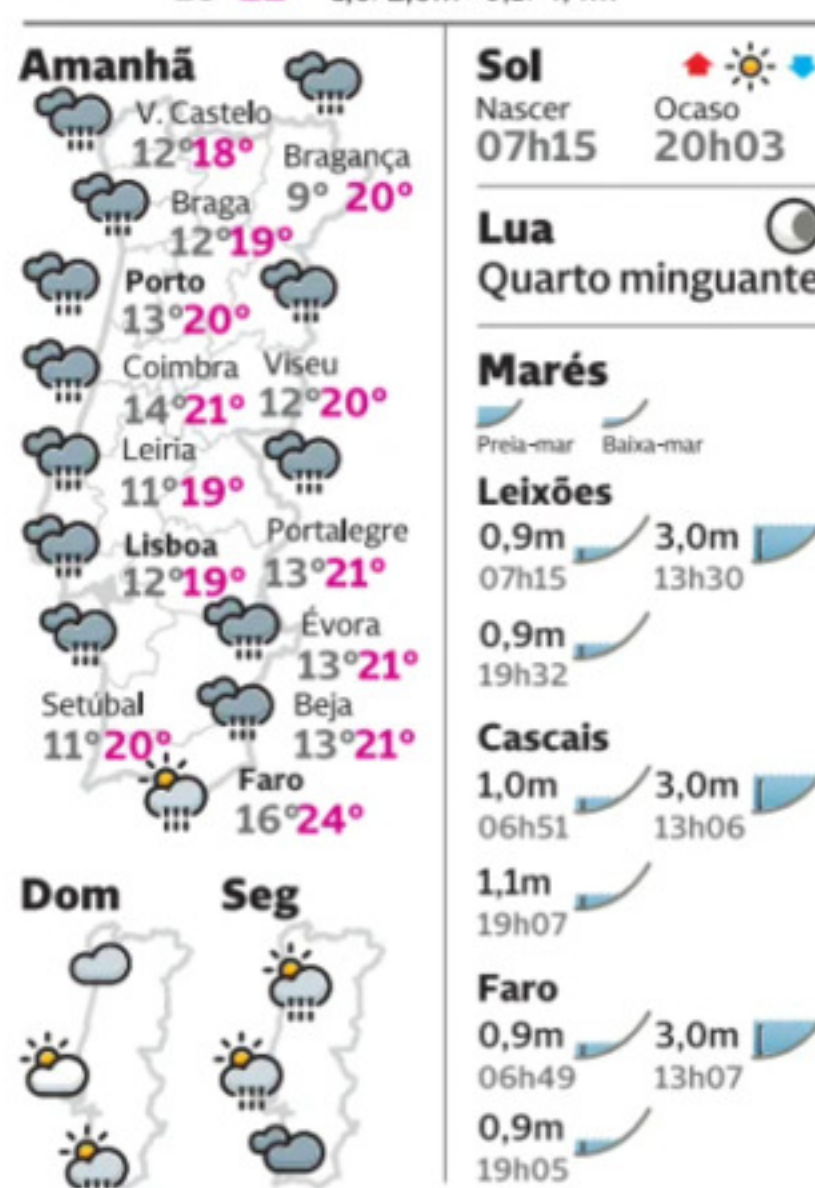 Amanhã
V. Castelo
12° 18°
Bragança
9° 20°
Braga
12° 19°
Porto
13° 20°
Coimbra
14° 21°
Viseu
12° 20°
Leiria
11° 19°
Lisboa
12° 19°
Portalegre
13° 21°
Évora
13° 21°
Setúbal
11° 20°
Beja
13° 21°
Faro
16° 24°
Dom
Seg
Sol
Nascer
07h15
Ocaso
20h03
Lua
Quarto minguante
Marés
Preia-mar
Baixa-mar
Leixões
0,9m
07h15
3,0m
13h30
0,9m
19h32
Cascais
1,0m
06h51
3,0m
13h06
1,1m
19h07
Faro
0,9m
06h49
3,0m
13h07
0,9m
19h05